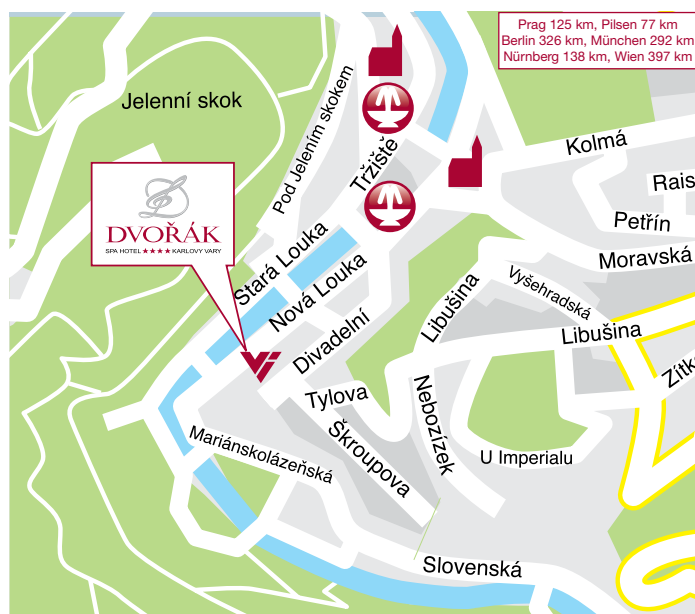 Prag 125 km, Pilsen 77 km
Berlin 326 km, München 292 km
Nürnberg 138 km, Wien 397 km
Jelenní skok
Pod Jelením skokem
Tržiště
Kolmá
Rais
Petřín
Moravská
DVOŘÁK
SPA HOTEL ★★★★ KARLOVY VARY
Stará Louka
Nová Louka
Divadelní
Libušina
Vyšehradská
Libušina
Zítk
Tylova
Nebozízek
Škroupova
Mariánskolázeňská
U Imperialu
Slovenská